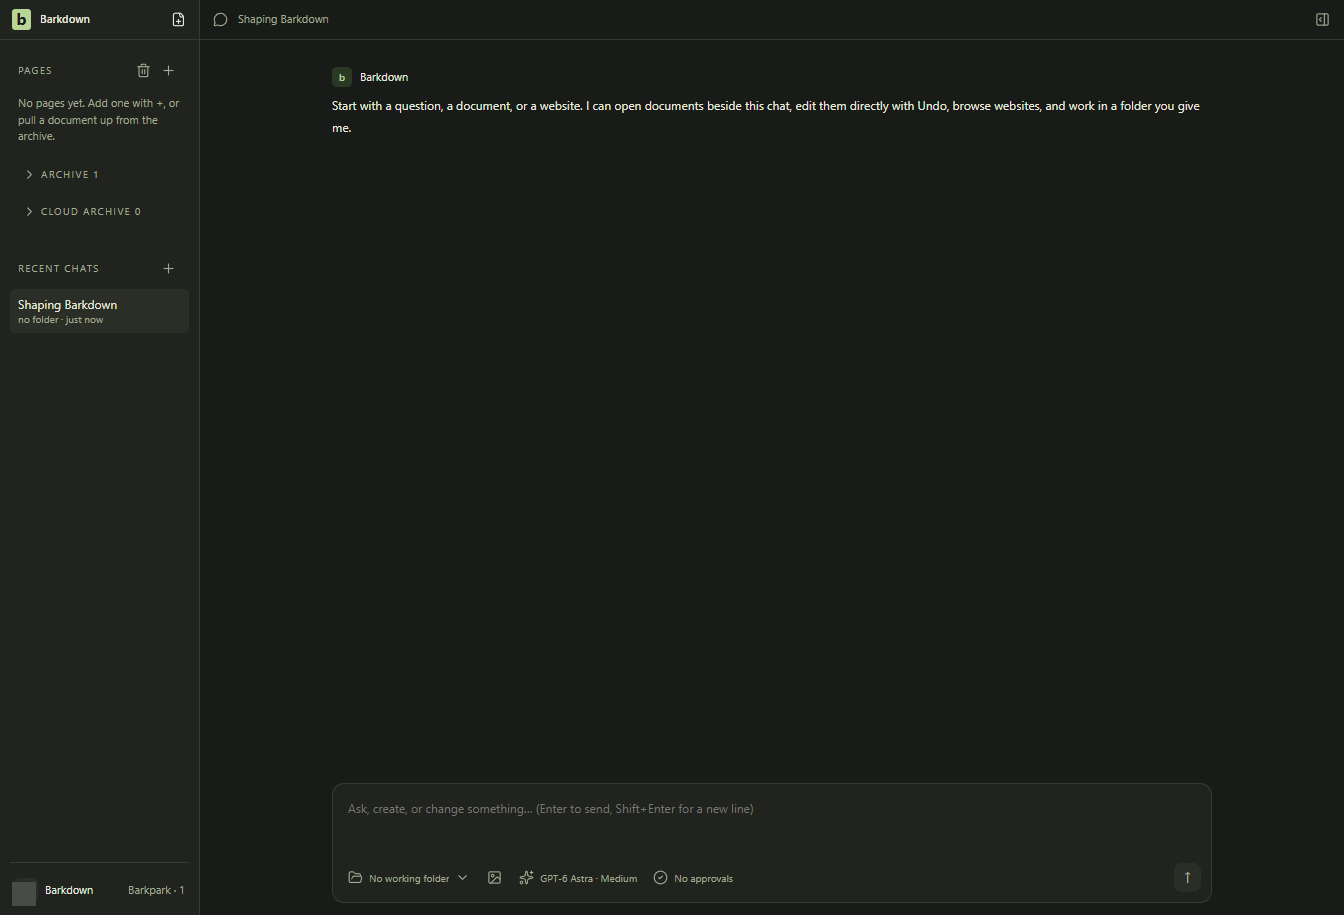 b Barkdown
Shaping Barkdown
PAGES
No pages yet. Add one with +, or
pull a document up from the
archive.
ARCHIVE 1
CLOUD ARCHIVE 0
RECENT CHATS
Shaping Barkdown
no folder · just now
Barkdown Barkpark · 1
b Barkdown
Start with a question, a document, or a website. I can open documents beside this chat, edit them directly with Undo, browse websites, and work in a folder you give
me.
Ask, create, or change something... (Enter to send, Shift+Enter for a new line)
No working folder GPT-6 Astra · Medium No approvals